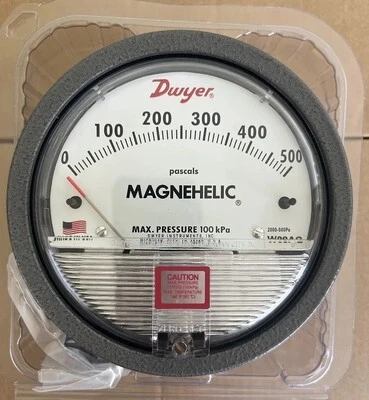 Dwyer®
0 100 200 300 400 500
pascals
MAGNEHELIC®
MAX. PRESSURE 100 kPa
DWYER INSTRUMENTS, INC.
2000-500Pa
CAUTION